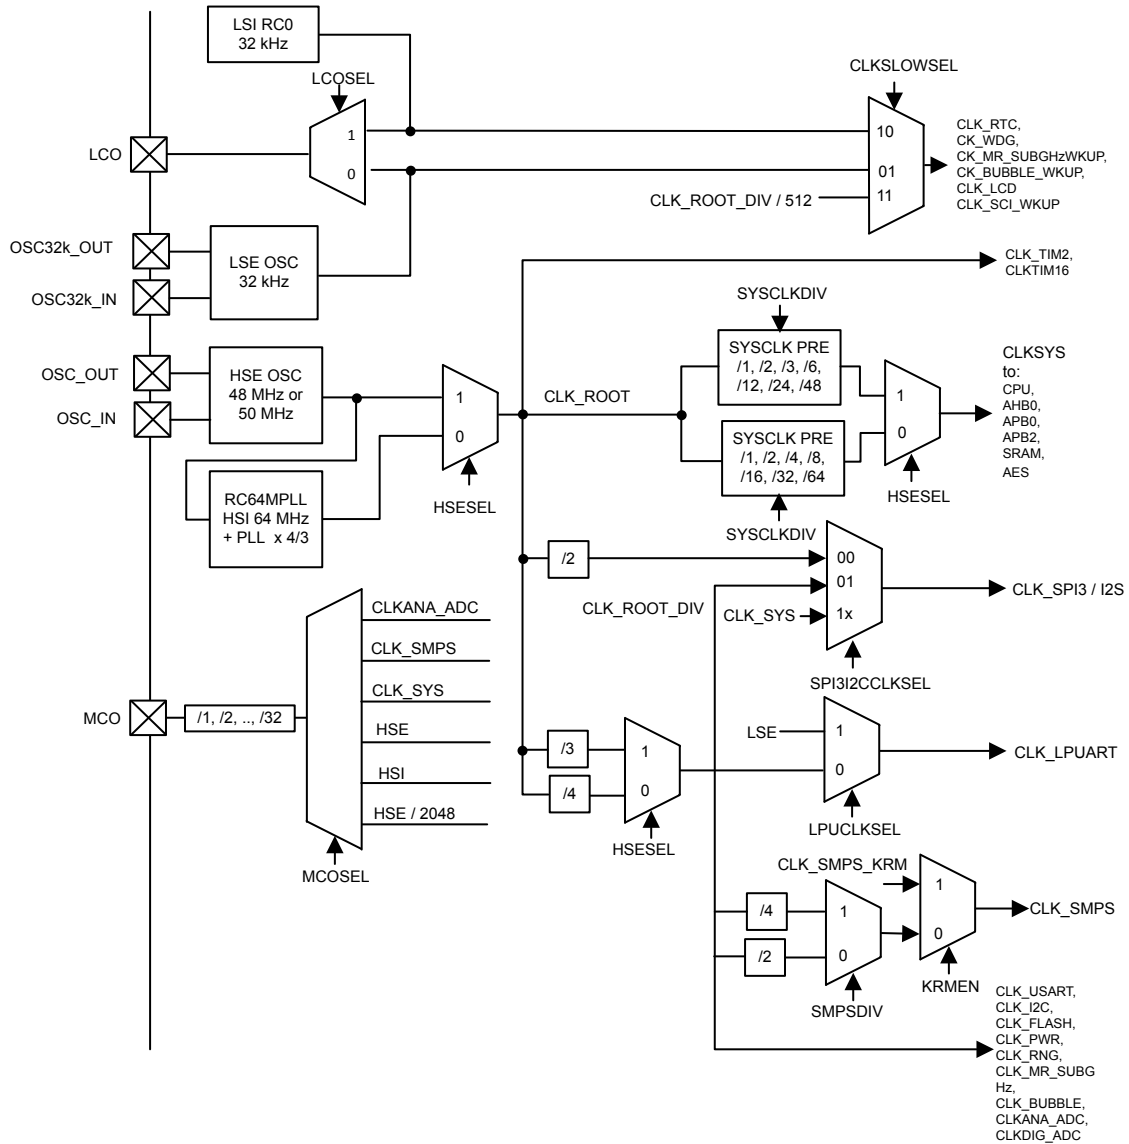 LSI RC0
32 kHz
LCOSEL
CLKSLOWSEL
LCO
1
0
10
01
11
CLK_ROOT_DIV / 512
CLK_RTC,
CK_WDG,
CK_MR_SUBGHzWKUP,
CK_BUBBLE_WKUP,
CLK_LCD
CLK_SCI_WKUP
OSC32k_OUT
OSC32k_IN
LSE OSC
32 kHz
CLK_TIM2,
CLKTIM16
OSC_OUT
OSC_IN
HSE OSC
48 MHz or
50 MHz
1
0
HSESEL
RC64MPLL
HSI 64 MHz
+ PLL x 4/3
CLK_ROOT
SYSCLKDIV
SYSCLK PRE
/1, /2, /3, /6,
/12, /24, /48
SYSCLK PRE
/1, /2, /4, /8,
/16, /32, /64
SYSCLKDIV
1
0
HSESEL
CLKSYS
to:
CPU,
AHB0,
APB0,
APB2,
SRAM,
AES
/2
CLK_ROOT_DIV
CLK_SYS
00
01
1x
SPI3I2CCLKSEL
CLK_SPI3 / I2S
MCO
/1, /2, .., /32
CLKANA_ADC
CLK_SMPS
CLK_SYS
HSE
HSI
HSE / 2048
MCOSEL
/3
/4
1
0
HSESEL
LSE
1
0
LPUCLKSEL
CLK_LPUART
CLK_SMPS_KRM
/4
/2
1
0
SMPSDIV
1
0
KRMEN
CLK_SMPS
CLK_USART,
CLK_I2C,
CLK_FLASH,
CLK_PWR,
CLK_RNG,
CLK_MR_SUBG
Hz,
CLK_BUBBLE,
CLKANA_ADC,
CLKDIG_ADC